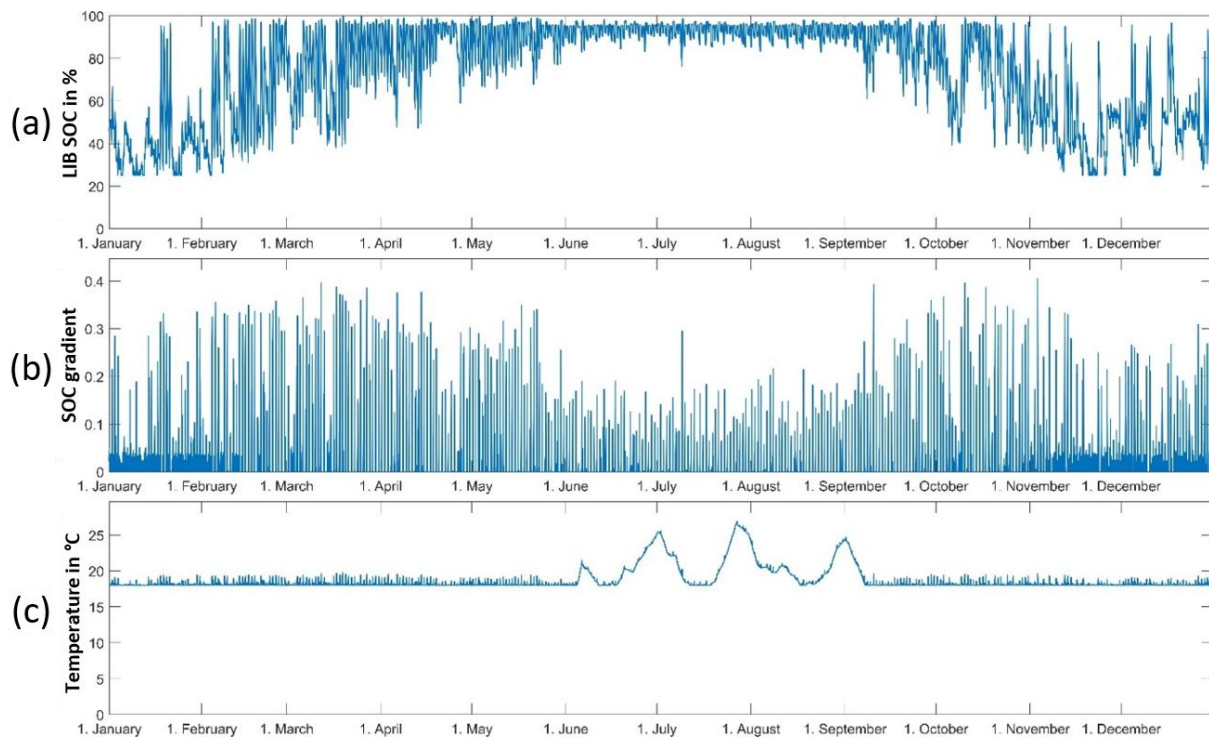 (a)
LIB SOC in %
100
80
60
40
20
0
1. January 1. February 1. March 1. April 1. May 1. June 1. July 1. August 1. September 1. October 1. November 1. December
(b)
SOC gradient
0.4
0.3
0.2
0.1
0
1. January 1. February 1. March 1. April 1. May 1. June 1. July 1. August 1. September 1. October 1. November 1. December
(c)
Temperature in °C
25
20
15
10
5
0
1. January 1. February 1. March 1. April 1. May 1. June 1. July 1. August 1. September 1. October 1. November 1. December